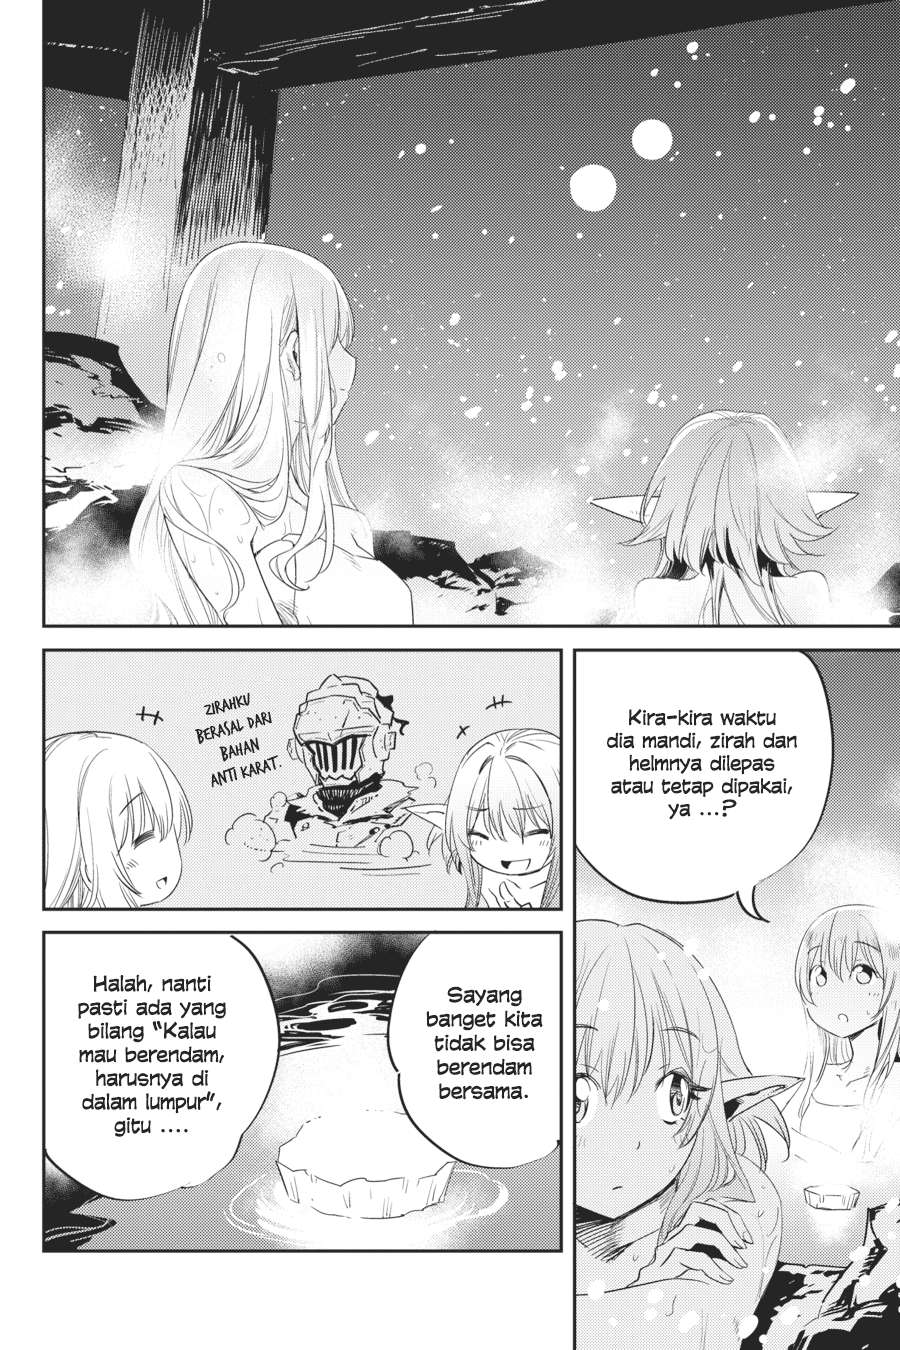 Kira-kira waktu
dia mandi, zirah dan
helmnya dilepas
atau tetap dipakai,
ya ...?
ZIRAHKU
BERASAL DARI
BAHAN
ANTI KARAT.
Sayang
banget kita
tidak bisa
berendam
bersama.
Halah, nanti
pasti ada yang
bilang "Kalau
mau berendam,
harusnya di
dalam lumpur",
gitu ....